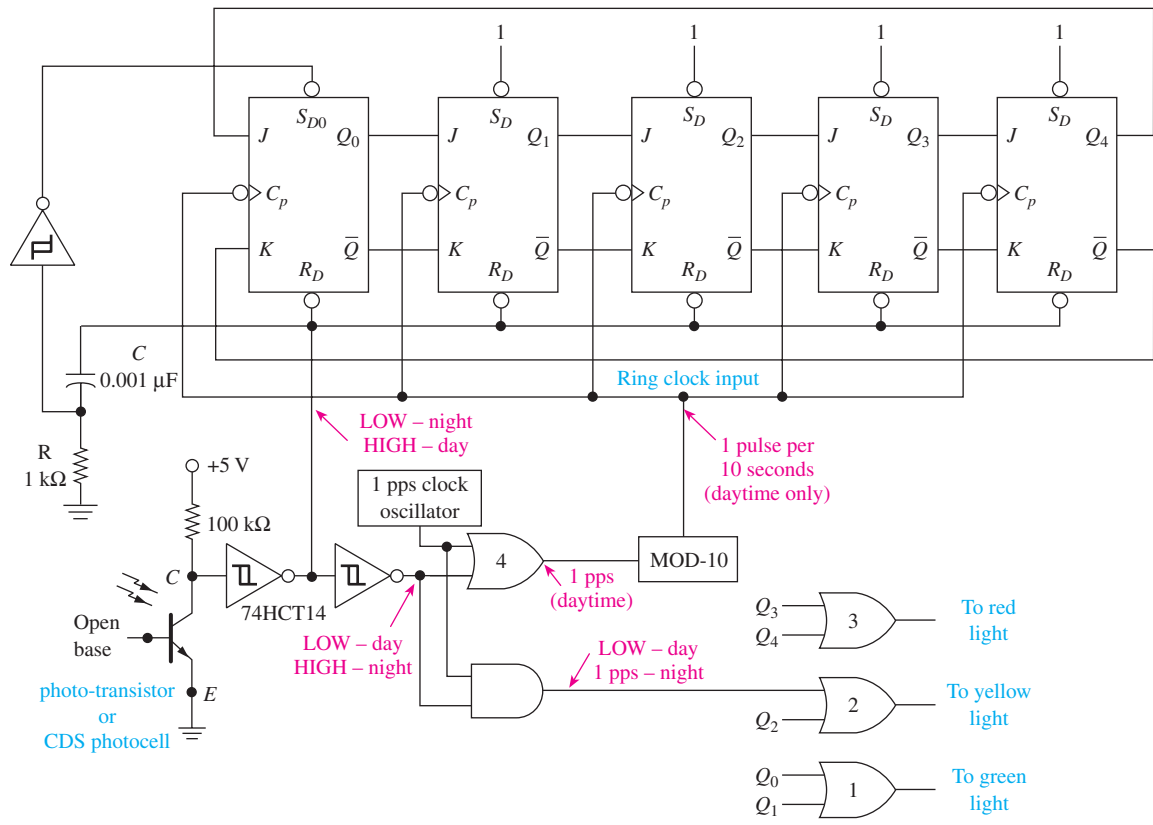 1
1
1
1
S_D0
S_D
S_D
S_D
S_D
J
Q_0
J
Q_1
J
Q_2
J
Q_3
J
Q_4
C_p
C_p
C_p
C_p
C_p
K
Q̅
K
Q̅
K
Q̅
K
Q̅
K
Q̅
R_D
R_D
R_D
R_D
R_D
C
0.001 µF
R
1 kΩ
Ring clock input
LOW – night
HIGH – day
1 pulse per
10 seconds
(daytime only)
+5 V
100 kΩ
1 pps clock
oscillator
C
74HCT14
4
MOD-10
1 pps
(daytime)
Open
base
LOW – day
HIGH – night
LOW – day
1 pps – night
E
photo-transistor
or
CDS photocell
Q_3
Q_4
3
To red
light
Q_2
2
To yellow
light
Q_0
Q_1
1
To green
light